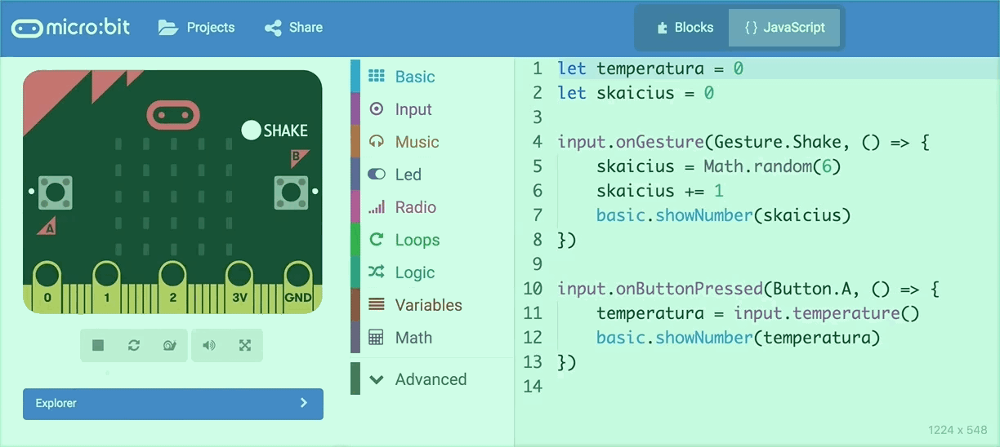 micro:bit Projects Share Blocks { } JavaScript
SHAKE
B
A
0 1 2 3V GND
Explorer
Basic
Input
Music
Led
Radio
Loops
Logic
Variables
Math
Advanced
1 let temperatura = 0
2 let skaicius = 0
3
4 input.onGesture(Gesture.Shake, () => {
5 skaicius = Math.random(6)
6 skaicius += 1
7 basic.showNumber(skaicius)
8 })
9
10 input.onButtonPressed(Button.A, () => {
11 temperatura = input.temperature()
12 basic.showNumber(temperatura)
13 })
14
1224 x 548